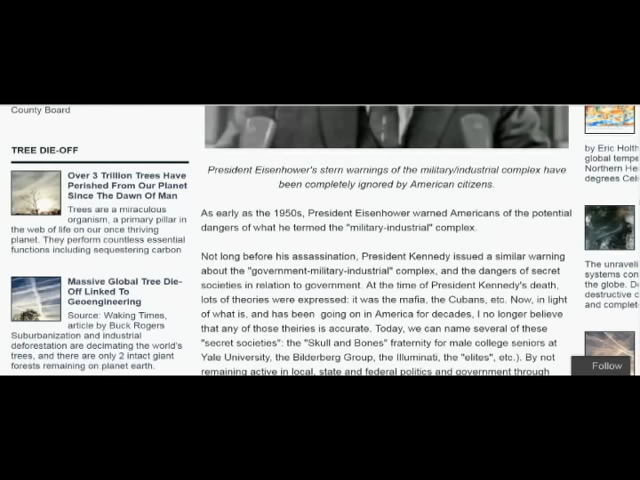 County Board
TREE DIE-OFF
Over 3 Trillion Trees Have
Perished From Our Planet
Since The Dawn Of Man
Trees are a miraculous
organism, a primary pillar in
the web of life on our once thriving
planet. They perform countless essential
functions including sequestering carbon
Massive Global Tree Die-
Off Linked To
Geoengineering
Source: Waking Times,
article by Buck Rogers
Suburbanization and industrial
deforestation are decimating the world's
trees, and there are only 2 intact giant
forests remaining on planet earth.
President Eisenhower's stern warnings of the military/industrial complex have
been completely ignored by American citizens.
As early as the 1950s, President Eisenhower warned Americans of the potential
dangers of what he termed the "military-industrial" complex.
Not long before his assassination, President Kennedy issued a similar warning
about the "government-military-industrial" complex, and the dangers of secret
societies in relation to government. At the time of President Kennedy's death,
lots of theories were expressed: it was the mafia, the Cubans, etc. Now, in light
of what is, and has been going on in America for decades, I no longer believe
that any of those theiries is accurate. Today, we can name several of these
"secret societies": the "Skull and Bones" fraternity for male college seniors at
Yale University, the Bilderberg Group, the Illuminati, the "elites", etc.). By not
remaining active in local, state and federal politics and government through
by Eric Holth
global tempe
Northern He
degrees Cel
The unraveli
systems con
the globe. D
destructive c
and complet
Follow